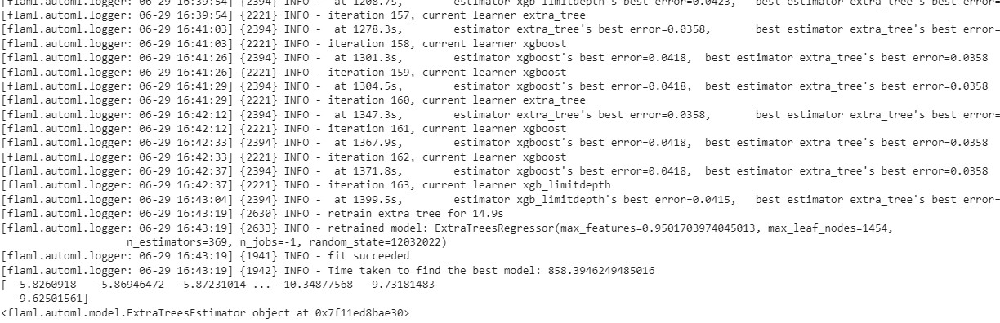 [flaml.automl.logger: 06-29 16:39:54] {2394} INFO -  at 1208.7s,	estimator xgb_limitdepth's best error=0.0423,	best estimator extra_tree's best error=
[flaml.automl.logger: 06-29 16:39:54] {2221} INFO - iteration 157, current learner extra_tree
[flaml.automl.logger: 06-29 16:41:03] {2394} INFO -  at 1278.3s,	estimator extra_tree's best error=0.0358,	best estimator extra_tree's best error=
[flaml.automl.logger: 06-29 16:41:03] {2221} INFO - iteration 158, current learner xgboost
[flaml.automl.logger: 06-29 16:41:26] {2394} INFO -  at 1301.3s,	estimator xgboost's best error=0.0418,	best estimator extra_tree's best error=0.0358
[flaml.automl.logger: 06-29 16:41:26] {2221} INFO - iteration 159, current learner xgboost
[flaml.automl.logger: 06-29 16:41:29] {2394} INFO -  at 1304.5s,	estimator xgboost's best error=0.0418,	best estimator extra_tree's best error=0.0358
[flaml.automl.logger: 06-29 16:41:29] {2221} INFO - iteration 160, current learner extra_tree
[flaml.automl.logger: 06-29 16:42:12] {2394} INFO -  at 1347.3s,	estimator extra_tree's best error=0.0358,	best estimator extra_tree's best error=
[flaml.automl.logger: 06-29 16:42:12] {2221} INFO - iteration 161, current learner xgboost
[flaml.automl.logger: 06-29 16:42:33] {2394} INFO -  at 1367.9s,	estimator xgboost's best error=0.0418,	best estimator extra_tree's best error=0.0358
[flaml.automl.logger: 06-29 16:42:33] {2221} INFO - iteration 162, current learner xgboost
[flaml.automl.logger: 06-29 16:42:37] {2394} INFO -  at 1371.8s,	estimator xgboost's best error=0.0418,	best estimator extra_tree's best error=0.0358
[flaml.automl.logger: 06-29 16:42:37] {2221} INFO - iteration 163, current learner xgb_limitdepth
[flaml.automl.logger: 06-29 16:43:04] {2394} INFO -  at 1399.5s,	estimator xgb_limitdepth's best error=0.0415,	best estimator extra_tree's best error=
[flaml.automl.logger: 06-29 16:43:19] {2630} INFO - retrain extra_tree for 14.9s
[flaml.automl.logger: 06-29 16:43:19] {2633} INFO - retrained model: ExtraTreesRegressor(max_features=0.9501703974045013, max_leaf_nodes=1454,
n_estimators=369, n_jobs=-1, random_state=12032022)
[flaml.automl.logger: 06-29 16:43:19] {1941} INFO - fit succeeded
[flaml.automl.logger: 06-29 16:43:19] {1942} INFO - Time taken to find the best model: 858.3946249485016
[ -5.8260918   -5.86946472  -5.87231014 ... -10.34877568  -9.73181483
-9.62501561]
<flaml.automl.model.ExtraTreesEstimator object at 0x7f11ed8bae30>